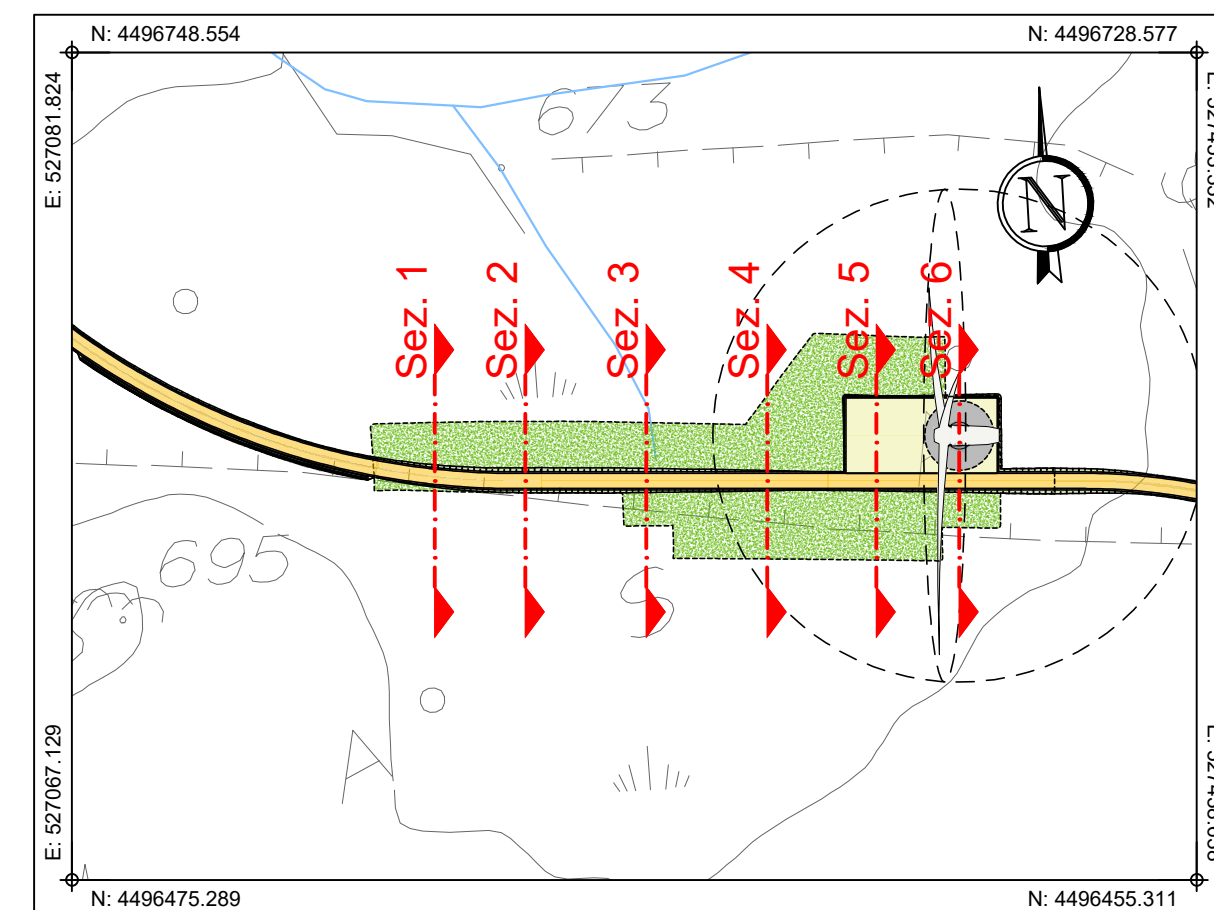 N: 4496748.554
N: 4496728.577
E: 527081.824
673
N
Sez. 1
Sez. 2
Sez. 3
Sez. 4
Sez. 5
Sez. 6
695
S
A
E: 527067.129
N: 4496475.289
N: 4496455.311